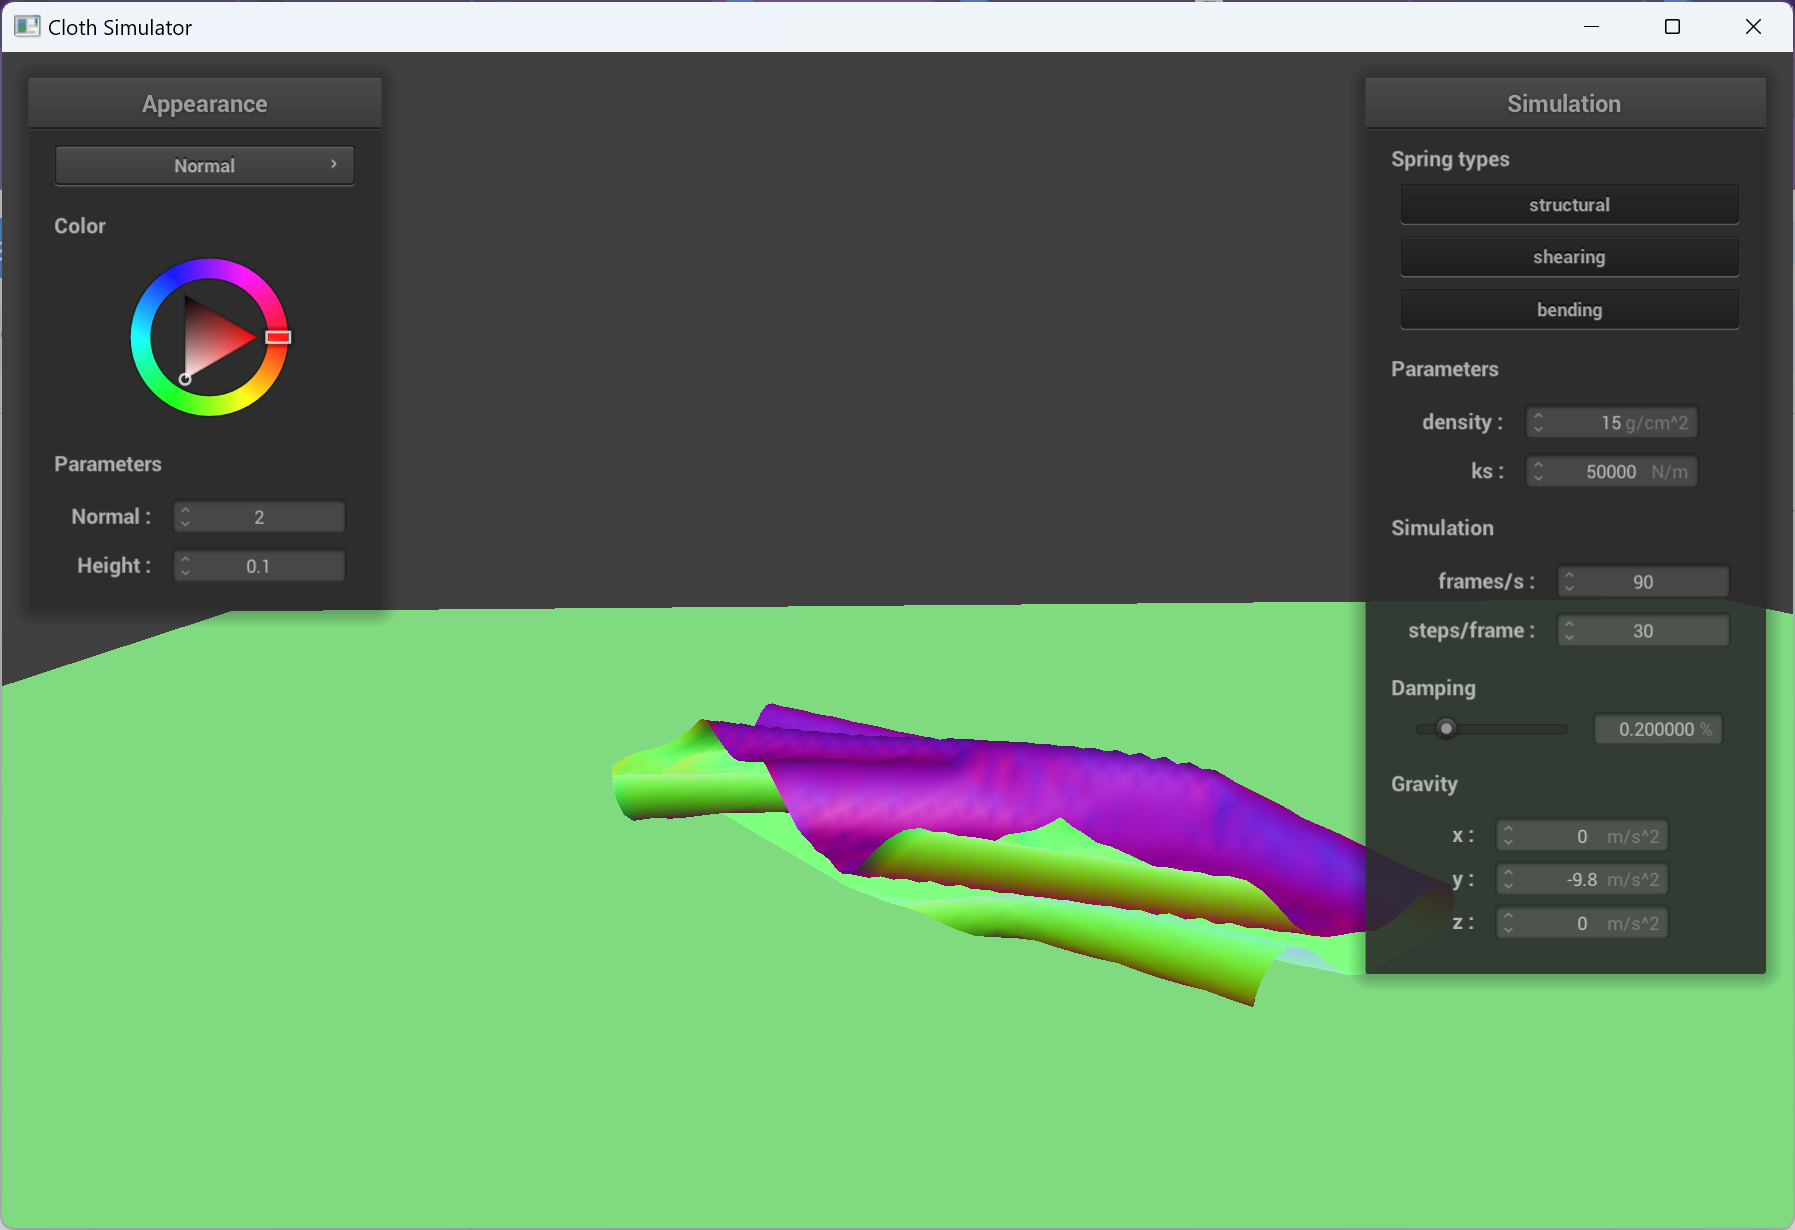 Cloth Simulator
Appearance
Normal
Color
Parameters
Normal : 2
Height : 0.1
Simulation
Spring types
structural
shearing
bending
Parameters
density : 15 g/cm^2
ks : 50000 N/m
Simulation
frames/s : 90
steps/frame : 30
Damping
0.200000 %
Gravity
x : 0 m/s^2
y : -9.8 m/s^2
z : 0 m/s^2